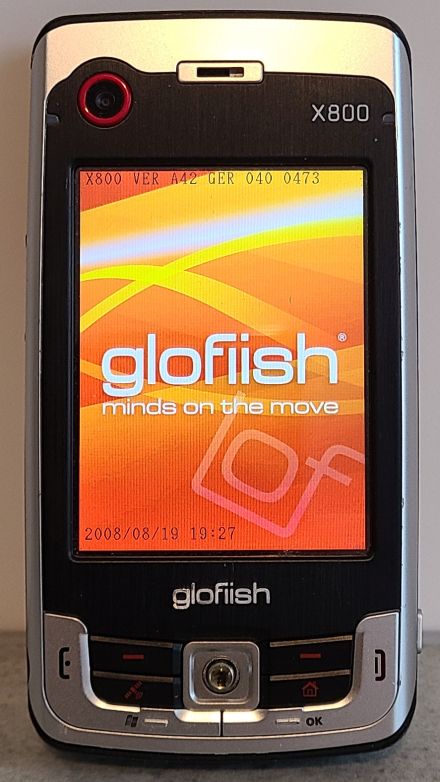 X800
X800 VER A42 GER 040 0473
glofiish®
minds on the move
lof
2008/08/19 19:27
glofiish
OK